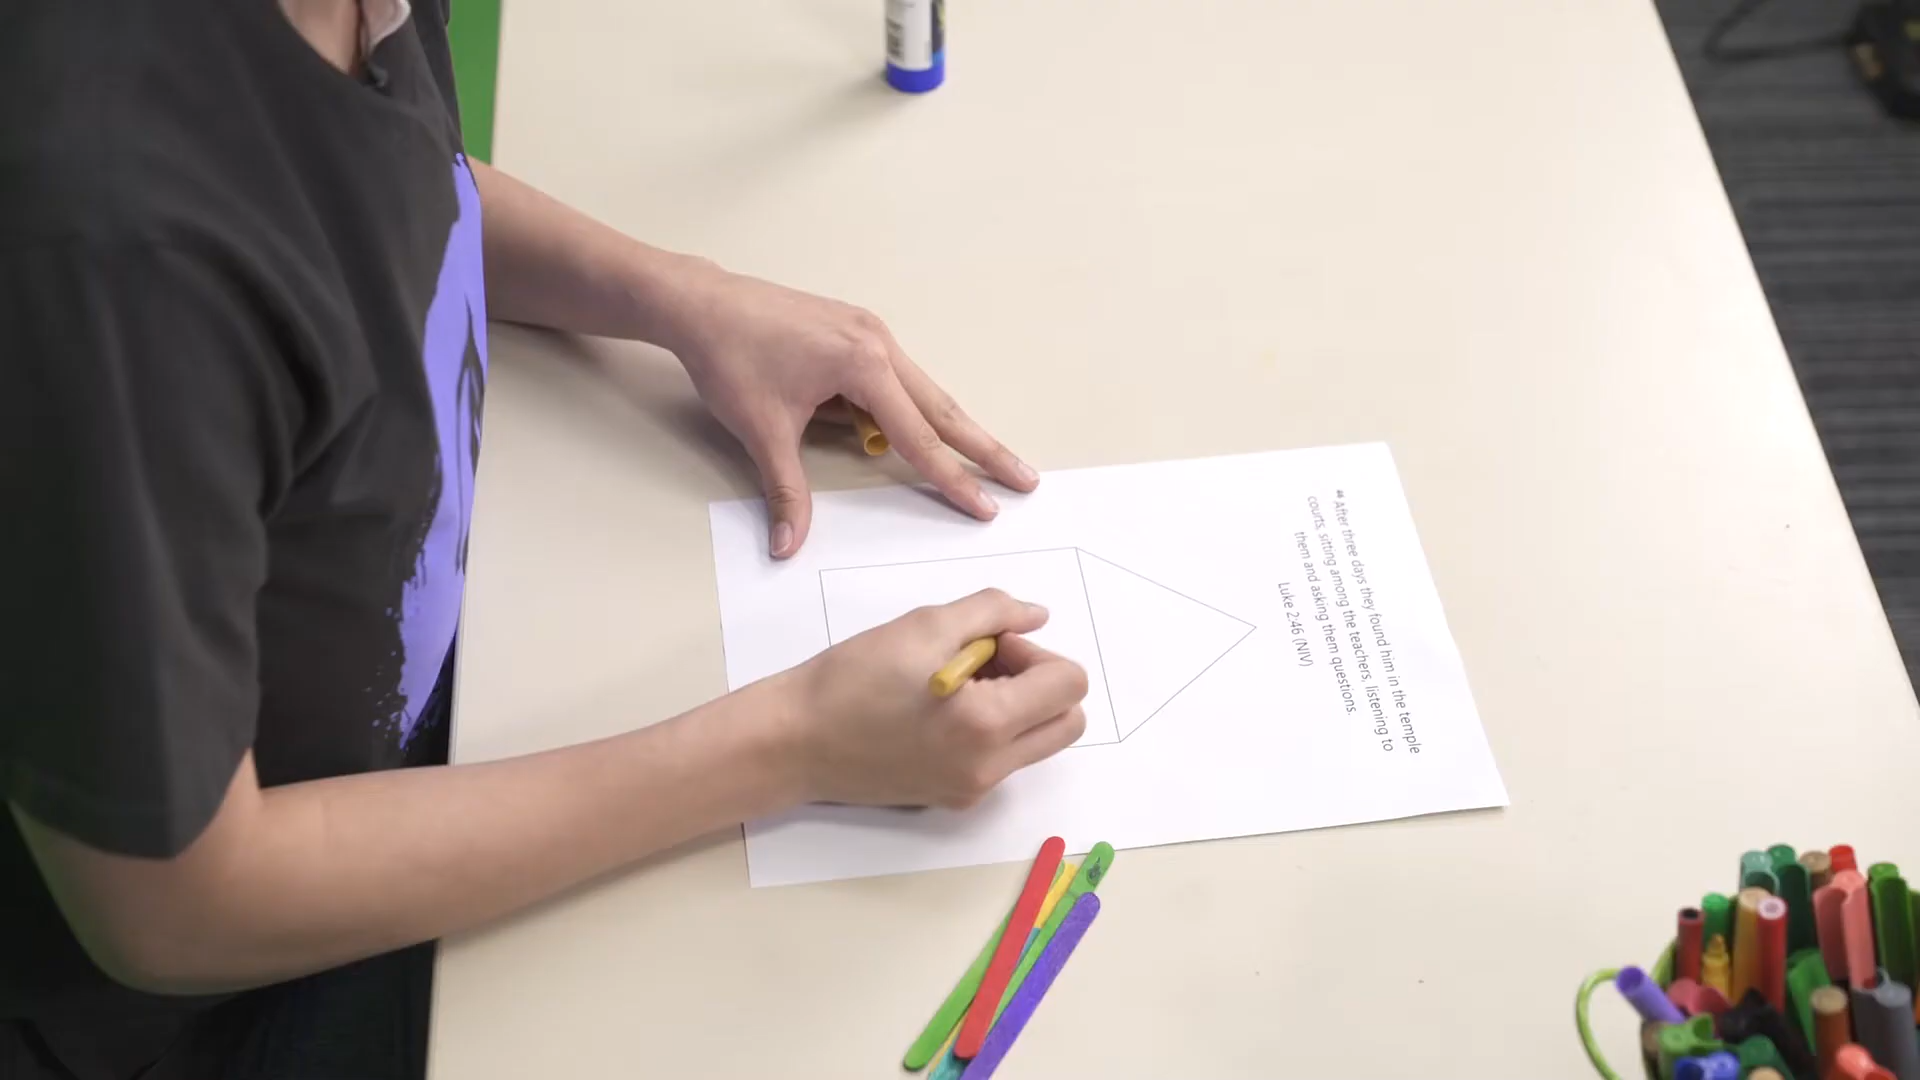 “After three days they found him in the temple
courts, sitting among the teachers, listening to
them and asking them questions.
Luke 2:46 (NIV)